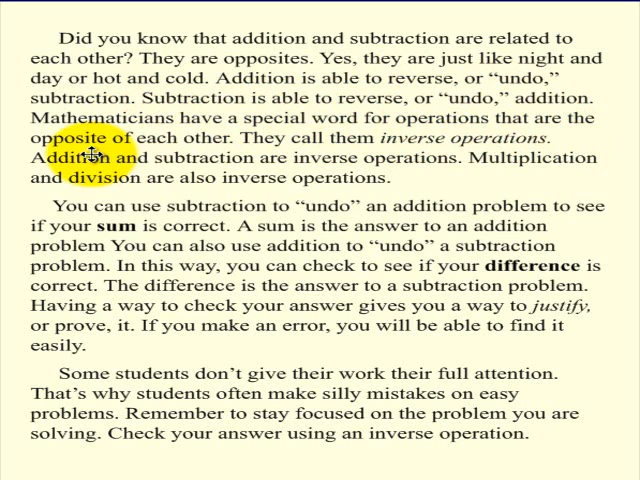 Did you know that addition and subtraction are related to
each other? They are opposites. Yes, they are just like night and
day or hot and cold. Addition is able to reverse, or “undo,”
subtraction. Subtraction is able to reverse, or “undo,” addition.
Mathematicians have a special word for operations that are the
opposite of each other. They call them inverse operations.
Addition and subtraction are inverse operations. Multiplication
and division are also inverse operations.
You can use subtraction to “undo” an addition problem to see
if your sum is correct. A sum is the answer to an addition
problem You can also use addition to “undo” a subtraction
problem. In this way, you can check to see if your difference is
correct. The difference is the answer to a subtraction problem.
Having a way to check your answer gives you a way to justify,
or prove, it. If you make an error, you will be able to find it
easily.
Some students don’t give their work their full attention.
That’s why students often make silly mistakes on easy
problems. Remember to stay focused on the problem you are
solving. Check your answer using an inverse operation.